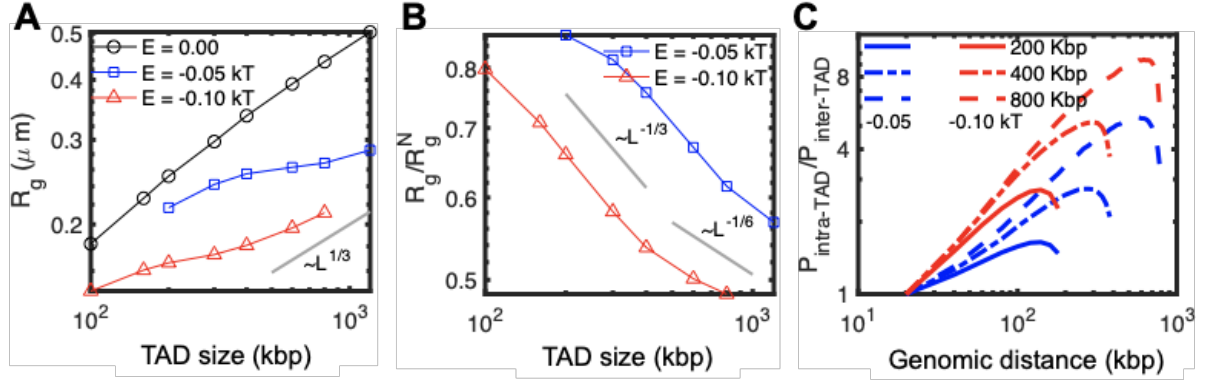 A
0.5
0.4
0.3
0.2
R_g (μ m)
E = 0.00
E = -0.05 kT
E = -0.10 kT
~L^1/3
10^2
10^3
TAD size (kbp)
B
0.8
0.7
0.6
0.5
R_g/R_g^N
E = -0.05 kT
E = -0.10 kT
~L^-1/3
~L^-1/6
10^2
10^3
TAD size (kbp)
C
8
4
1
P_intra-TAD/P_inter-TAD
200 Kbp
400 Kbp
800 Kbp
-0.05 -0.10 kT
10^1
10^2
10^3
Genomic distance (kbp)